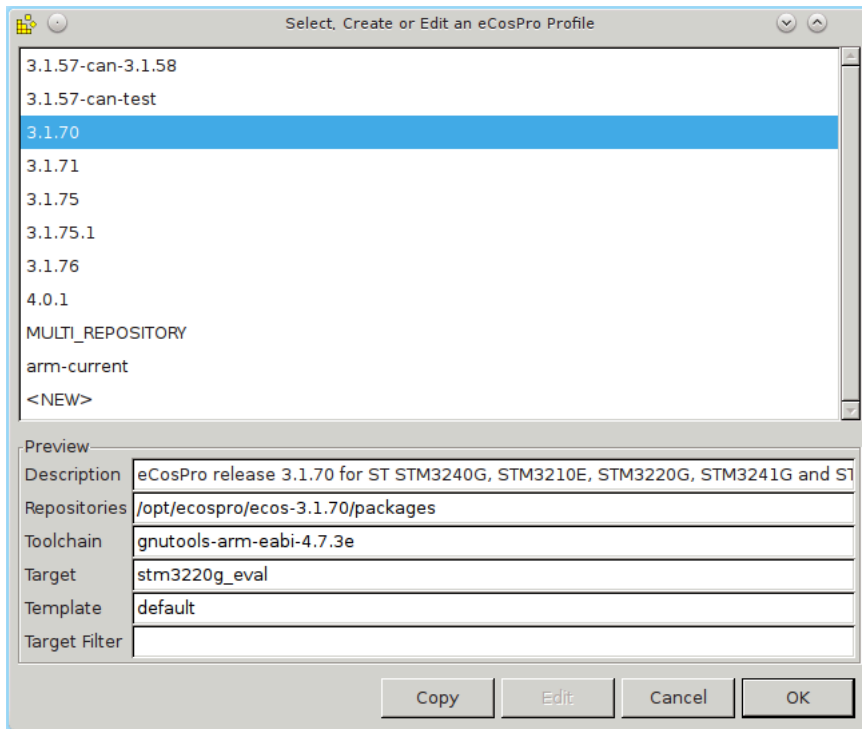 Select, Create or Edit an eCosPro Profile
3.1.57-can-3.1.58
3.1.57-can-test
3.1.70
3.1.71
3.1.75
3.1.75.1
3.1.76
4.0.1
MULTI_REPOSITORY
arm-current
<NEW>
Preview
Description eCosPro release 3.1.70 for ST STM3240G, STM3210E, STM3220G, STM3241G and ST
Repositories /opt/ecospro/ecos-3.1.70/packages
Toolchain gnutools-arm-eabi-4.7.3e
Target stm3220g_eval
Template default
Target Filter
Copy Edit Cancel OK